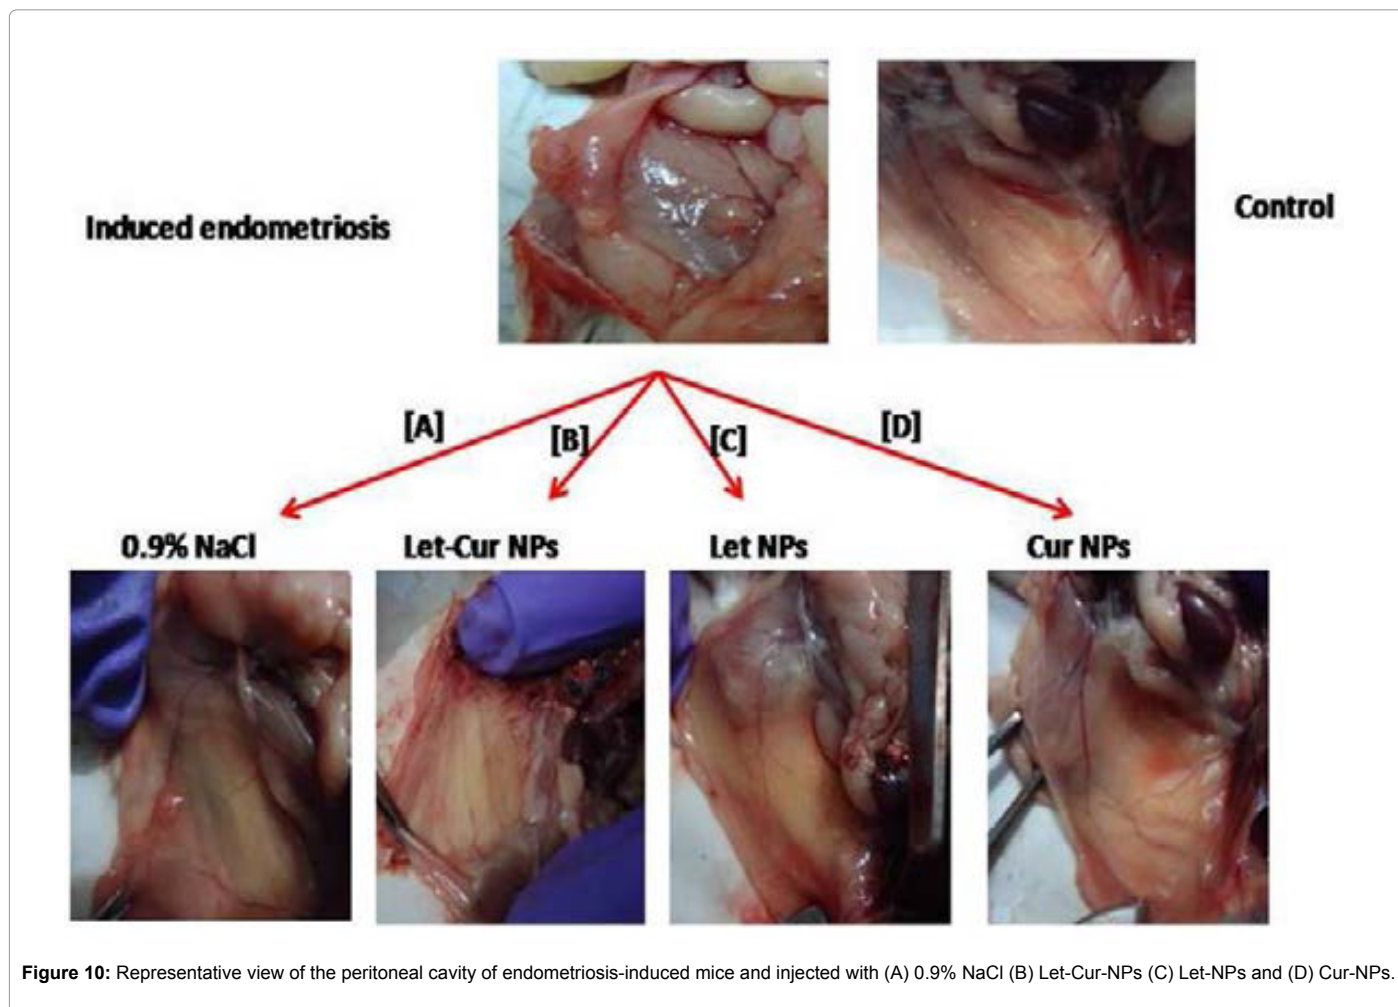 Induced endometriosis
Control
[A]
[B]
[C]
[D]
0.9% NaCl
Let-Cur NPs
Let NPs
Cur NPs
Figure 10: Representative view of the peritoneal cavity of endometriosis-induced mice and injected with (A) 0.9% NaCl (B) Let-Cur-NPs (C) Let-NPs and (D) Cur-NPs.